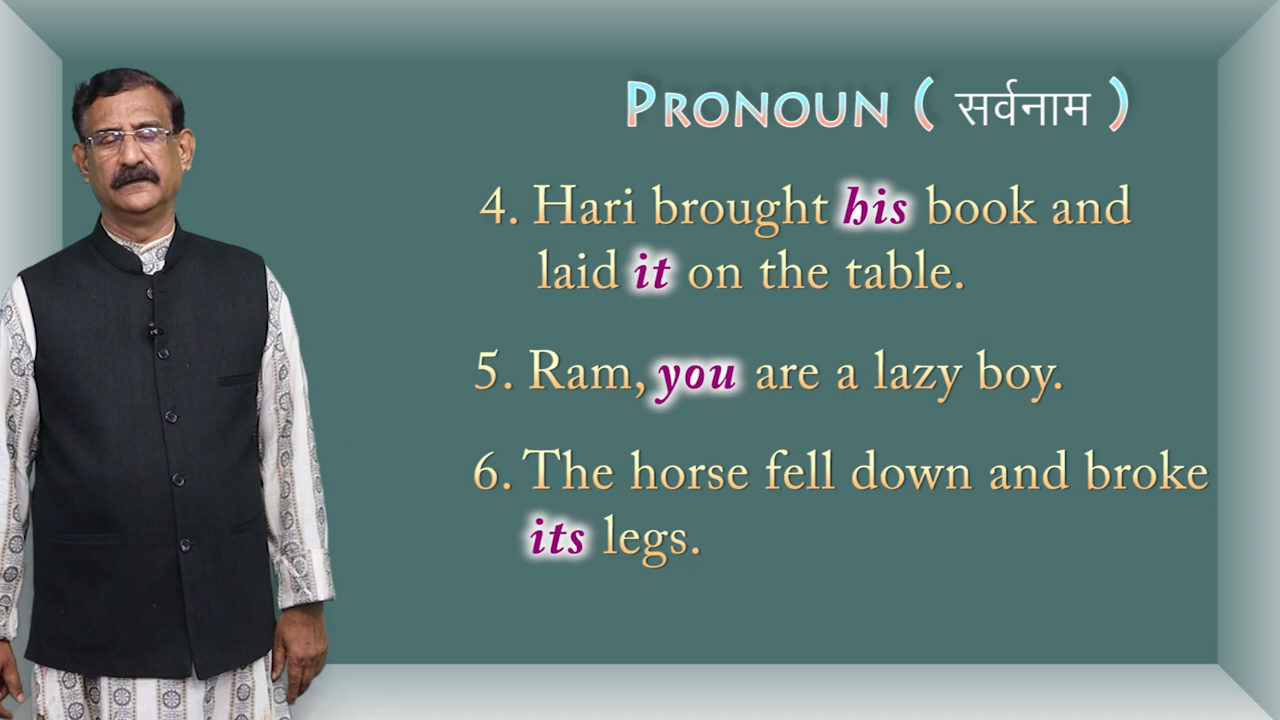 PRONOUN ( सर्वनाम )
4. Hari brought his book and
laid it on the table.
5. Ram, you are a lazy boy.
6. The horse fell down and broke
its legs.